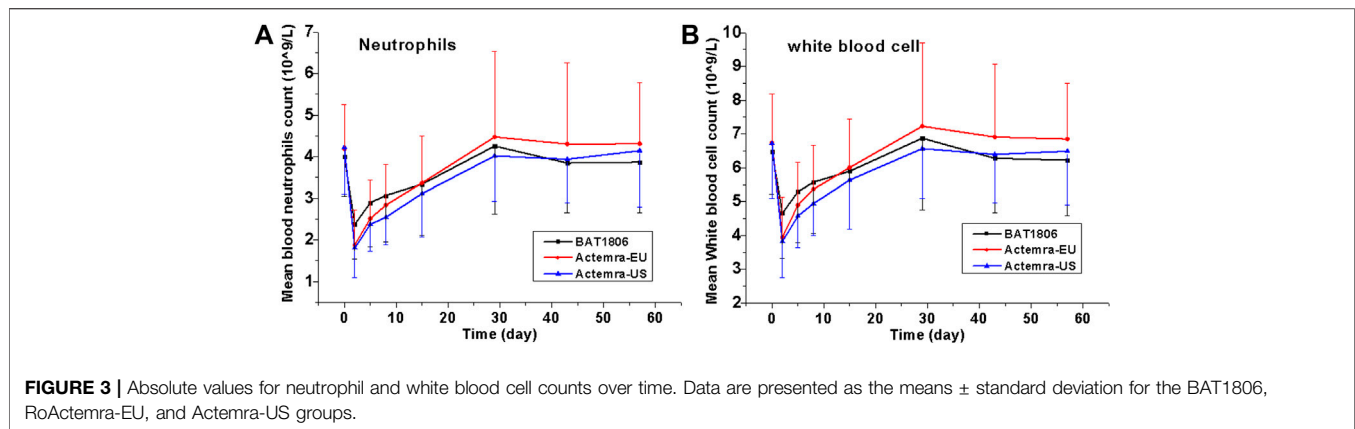 A
Neutrophils
Mean blood neutrophils count (10^9/L)
7
6
5
4
3
2
1
BAT1806
Actemra-EU
Actemra-US
0 10 20 30 40 50 60
Time (day)
B
white blood cell
Mean White blood cell count (10^9/L)
10
9
8
7
6
5
4
3
2
BAT1806
Actemra-EU
Actemra-US
0 10 20 30 40 50 60
Time (day)
FIGURE 3 | Absolute values for neutrophil and white blood cell counts over time. Data are presented as the means ± standard deviation for the BAT1806,
RoActemra-EU, and Actemra-US groups.